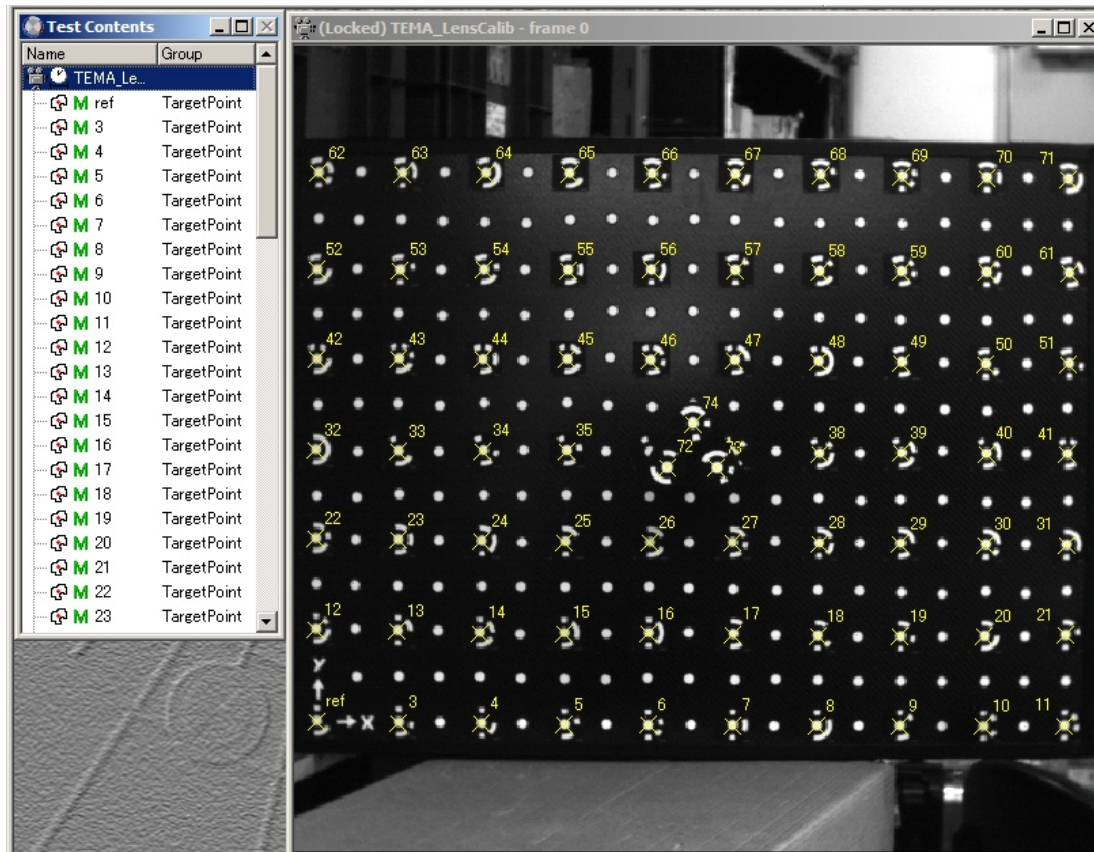 Test Contents
Name Group
TEMA_Le...
ref TargetPoint
M 3 TargetPoint
M 4 TargetPoint
M 5 TargetPoint
M 6 TargetPoint
M 7 TargetPoint
M 8 TargetPoint
M 9 TargetPoint
M 10 TargetPoint
M 11 TargetPoint
M 12 TargetPoint
M 13 TargetPoint
M 14 TargetPoint
M 15 TargetPoint
M 16 TargetPoint
M 17 TargetPoint
M 18 TargetPoint
M 19 TargetPoint
M 20 TargetPoint
M 21 TargetPoint
M 22 TargetPoint
M 23 TargetPoint
(Locked) TEMA_LensCalib - frame 0
62 63 64 65 66 67 68 69 70 71
52 53 54 55 56 57 58 59 60 61
42 43 44 45 46 47 48 49 50 51
74
32 33 34 35 72 73 38 39 40 41
22 23 24 25 26 27 28 29 30 31
12 13 14 15 16 17 18 19 20 21
Y
ref X 3 4 5 6 7 8 9 10 11